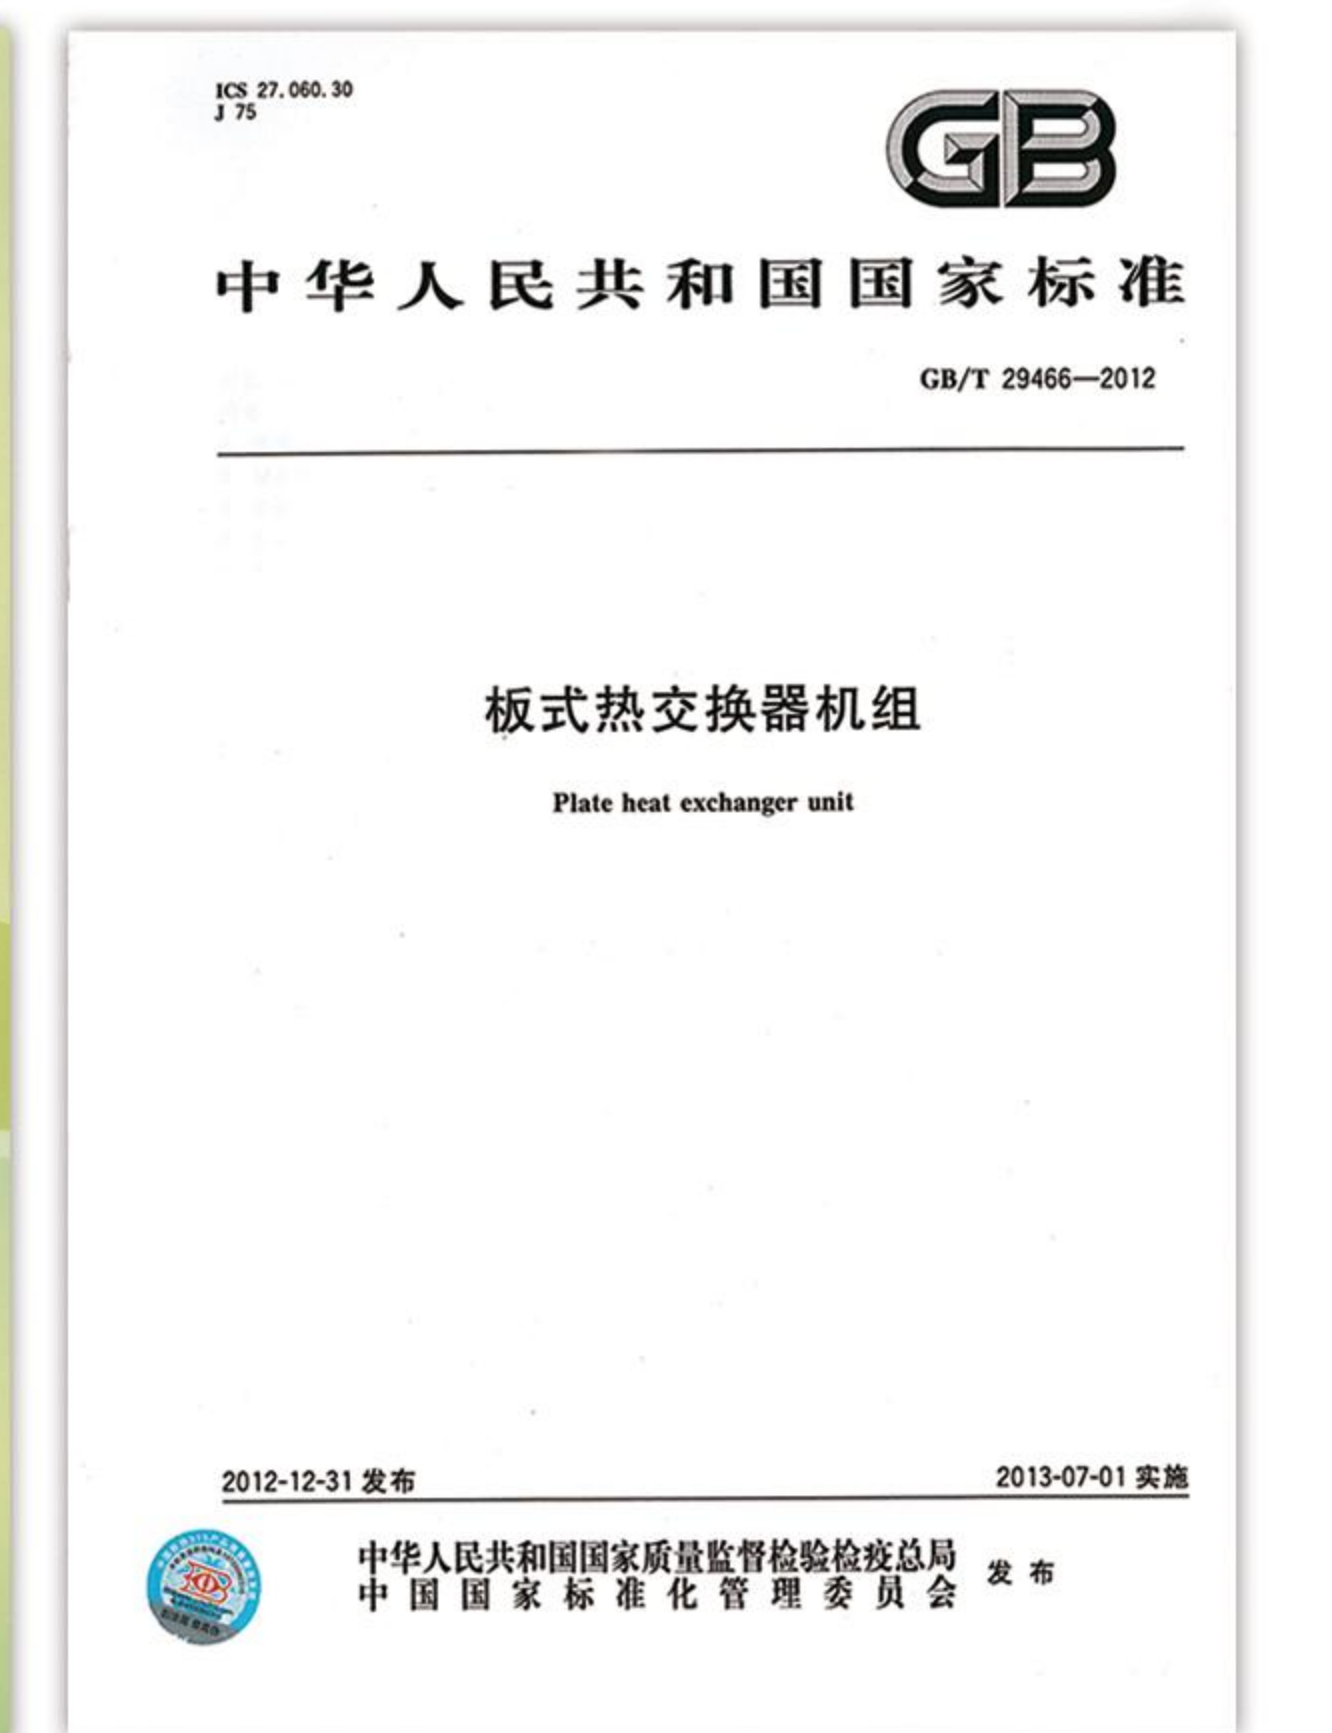 ICS 27.060.30
J 75
GB
中华人民共和国国家标准
GB/T 29466—2012
板式热交换器机组
Plate heat exchanger unit
2012-12-31 发布
2013-07-01 实施
中华人民共和国国家质量监督检验检疫总局
中国国家标准化管理委员会
发布